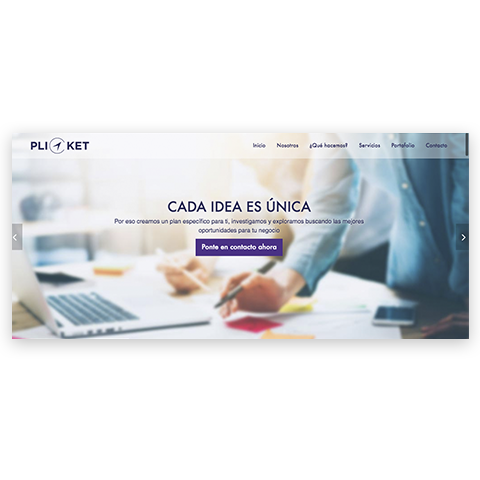 PLI KET
Inicio Nosotros ¿Qué hacemos? Servicios Portafolio Contacto
CADA IDEA ES ÚNICA
Por eso creamos un plan específico para ti, investigamos y exploramos buscando las mejores
oportunidades para tu negocio
Ponte en contacto ahora